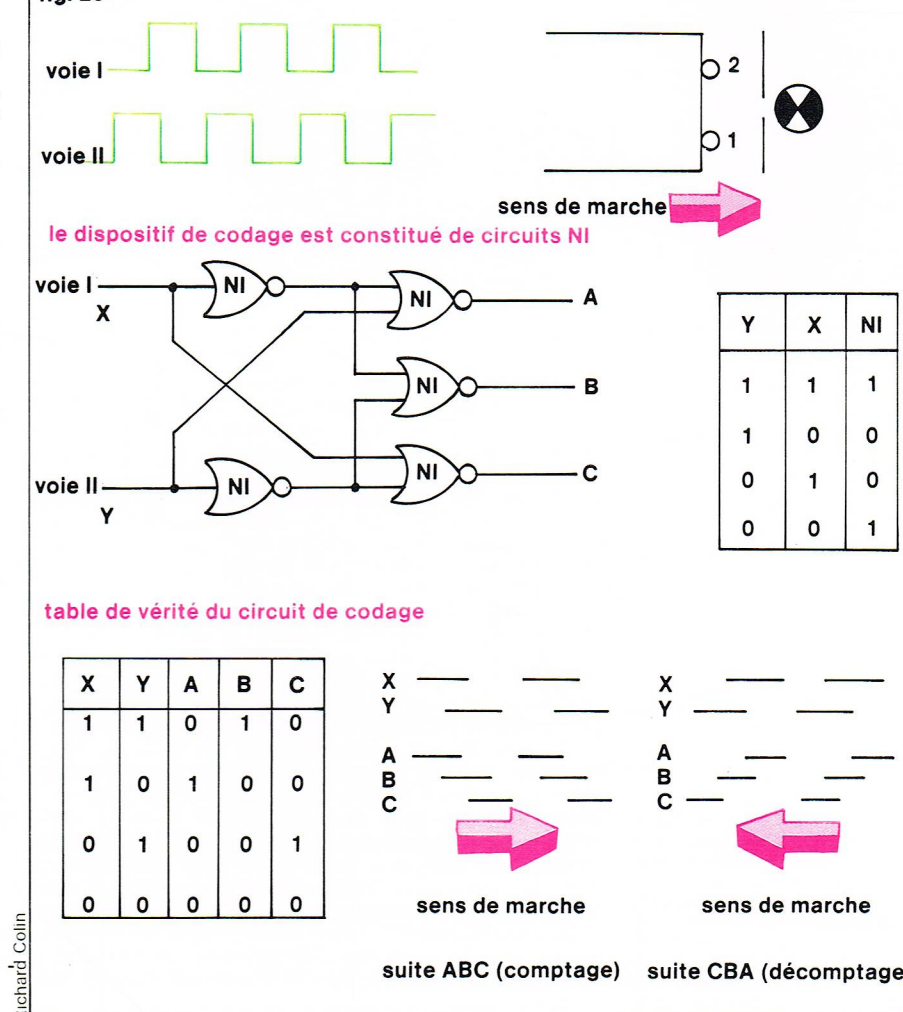 voie I
voie II
2
1
sens de marche
le dispositif de codage est constitué de circuits NI
voie I
X
NI
NI
A
NI
B
voie II
Y
NI
NI
C
Y X NI
1 1 1
1 0 0
0 1 0
0 0 1
table de vérité du circuit de codage
X Y A B C
1 1 0 1 0
1 0 1 0 0
0 1 0 0 1
0 0 0 0 0
X
Y
A
B
C
sens de marche
suite ABC (comptage)
X
Y
A
B
C
sens de marche
suite CBA (décomptage
Colin